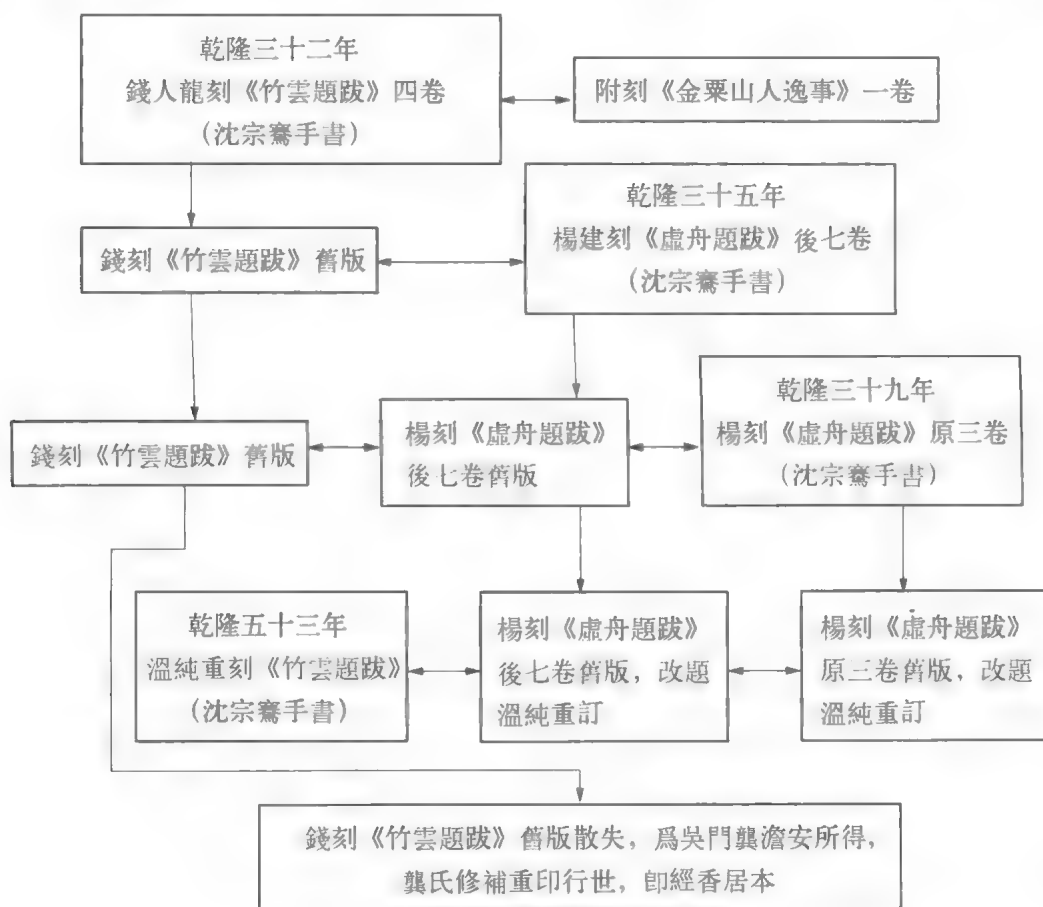 乾隆三十二年
錢人龍刻《竹雲題跋》四卷
(沈宗騫手書)
附刻《金粟山人逸事》一卷
乾隆三十五年
楊建刻《虛舟題跋》後七卷
(沈宗騫手書)
錢刻《竹雲題跋》舊版
乾隆三十九年
楊刻《虛舟題跋》原三卷
(沈宗騫手書)
錢刻《竹雲題跋》舊版
楊刻《虛舟題跋》
後七卷舊版
乾隆五十三年
溫純重刻《竹雲題跋》
(沈宗騫手書)
楊刻《虛舟題跋》
後七卷舊版,改題
溫純重訂
楊刻《虛舟題跋》
原三卷舊版,改題
溫純重訂
錢刻《竹雲題跋》舊版散失,爲吳門龔澹安所得,
龔氏修補重印行世,卽經香居本